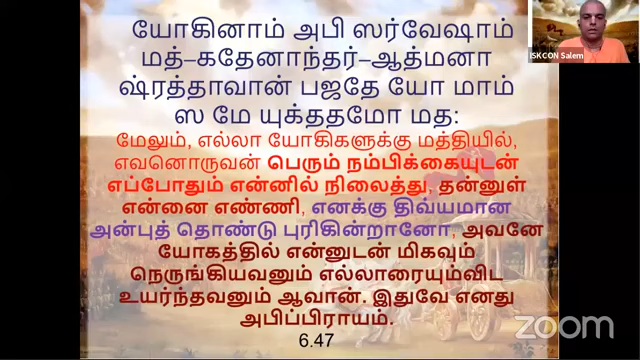 யோகினாம் அபி ஸர்வேஷாம்
மத்–கதேனாந்தர்–ஆத்மனா
ஷ்ரத்தாவான் பஜதே யோ மாம்
ஸ மே யுக்ததமோ மத:
மேலும், எல்லா யோகிகளுக்கு மத்தியில்,
எவனொருவன் பெரும் நம்பிக்கையுடன்
எப்போதும் என்னில் நிலைத்து, தன்னுள்
என்னை எண்ணி, எனக்கு திவ்யமான
அன்புத் தொண்டு புரிகின்றானோ, அவனே
யோகத்தில் என்னுடன் மிகவும்
நெருங்கியவனும் எல்லாரையும்விட
உயர்ந்தவனும் ஆவான். இதுவே எனது
அபிப்பிராயம்.
6.47
ISKCON Salem
zoom